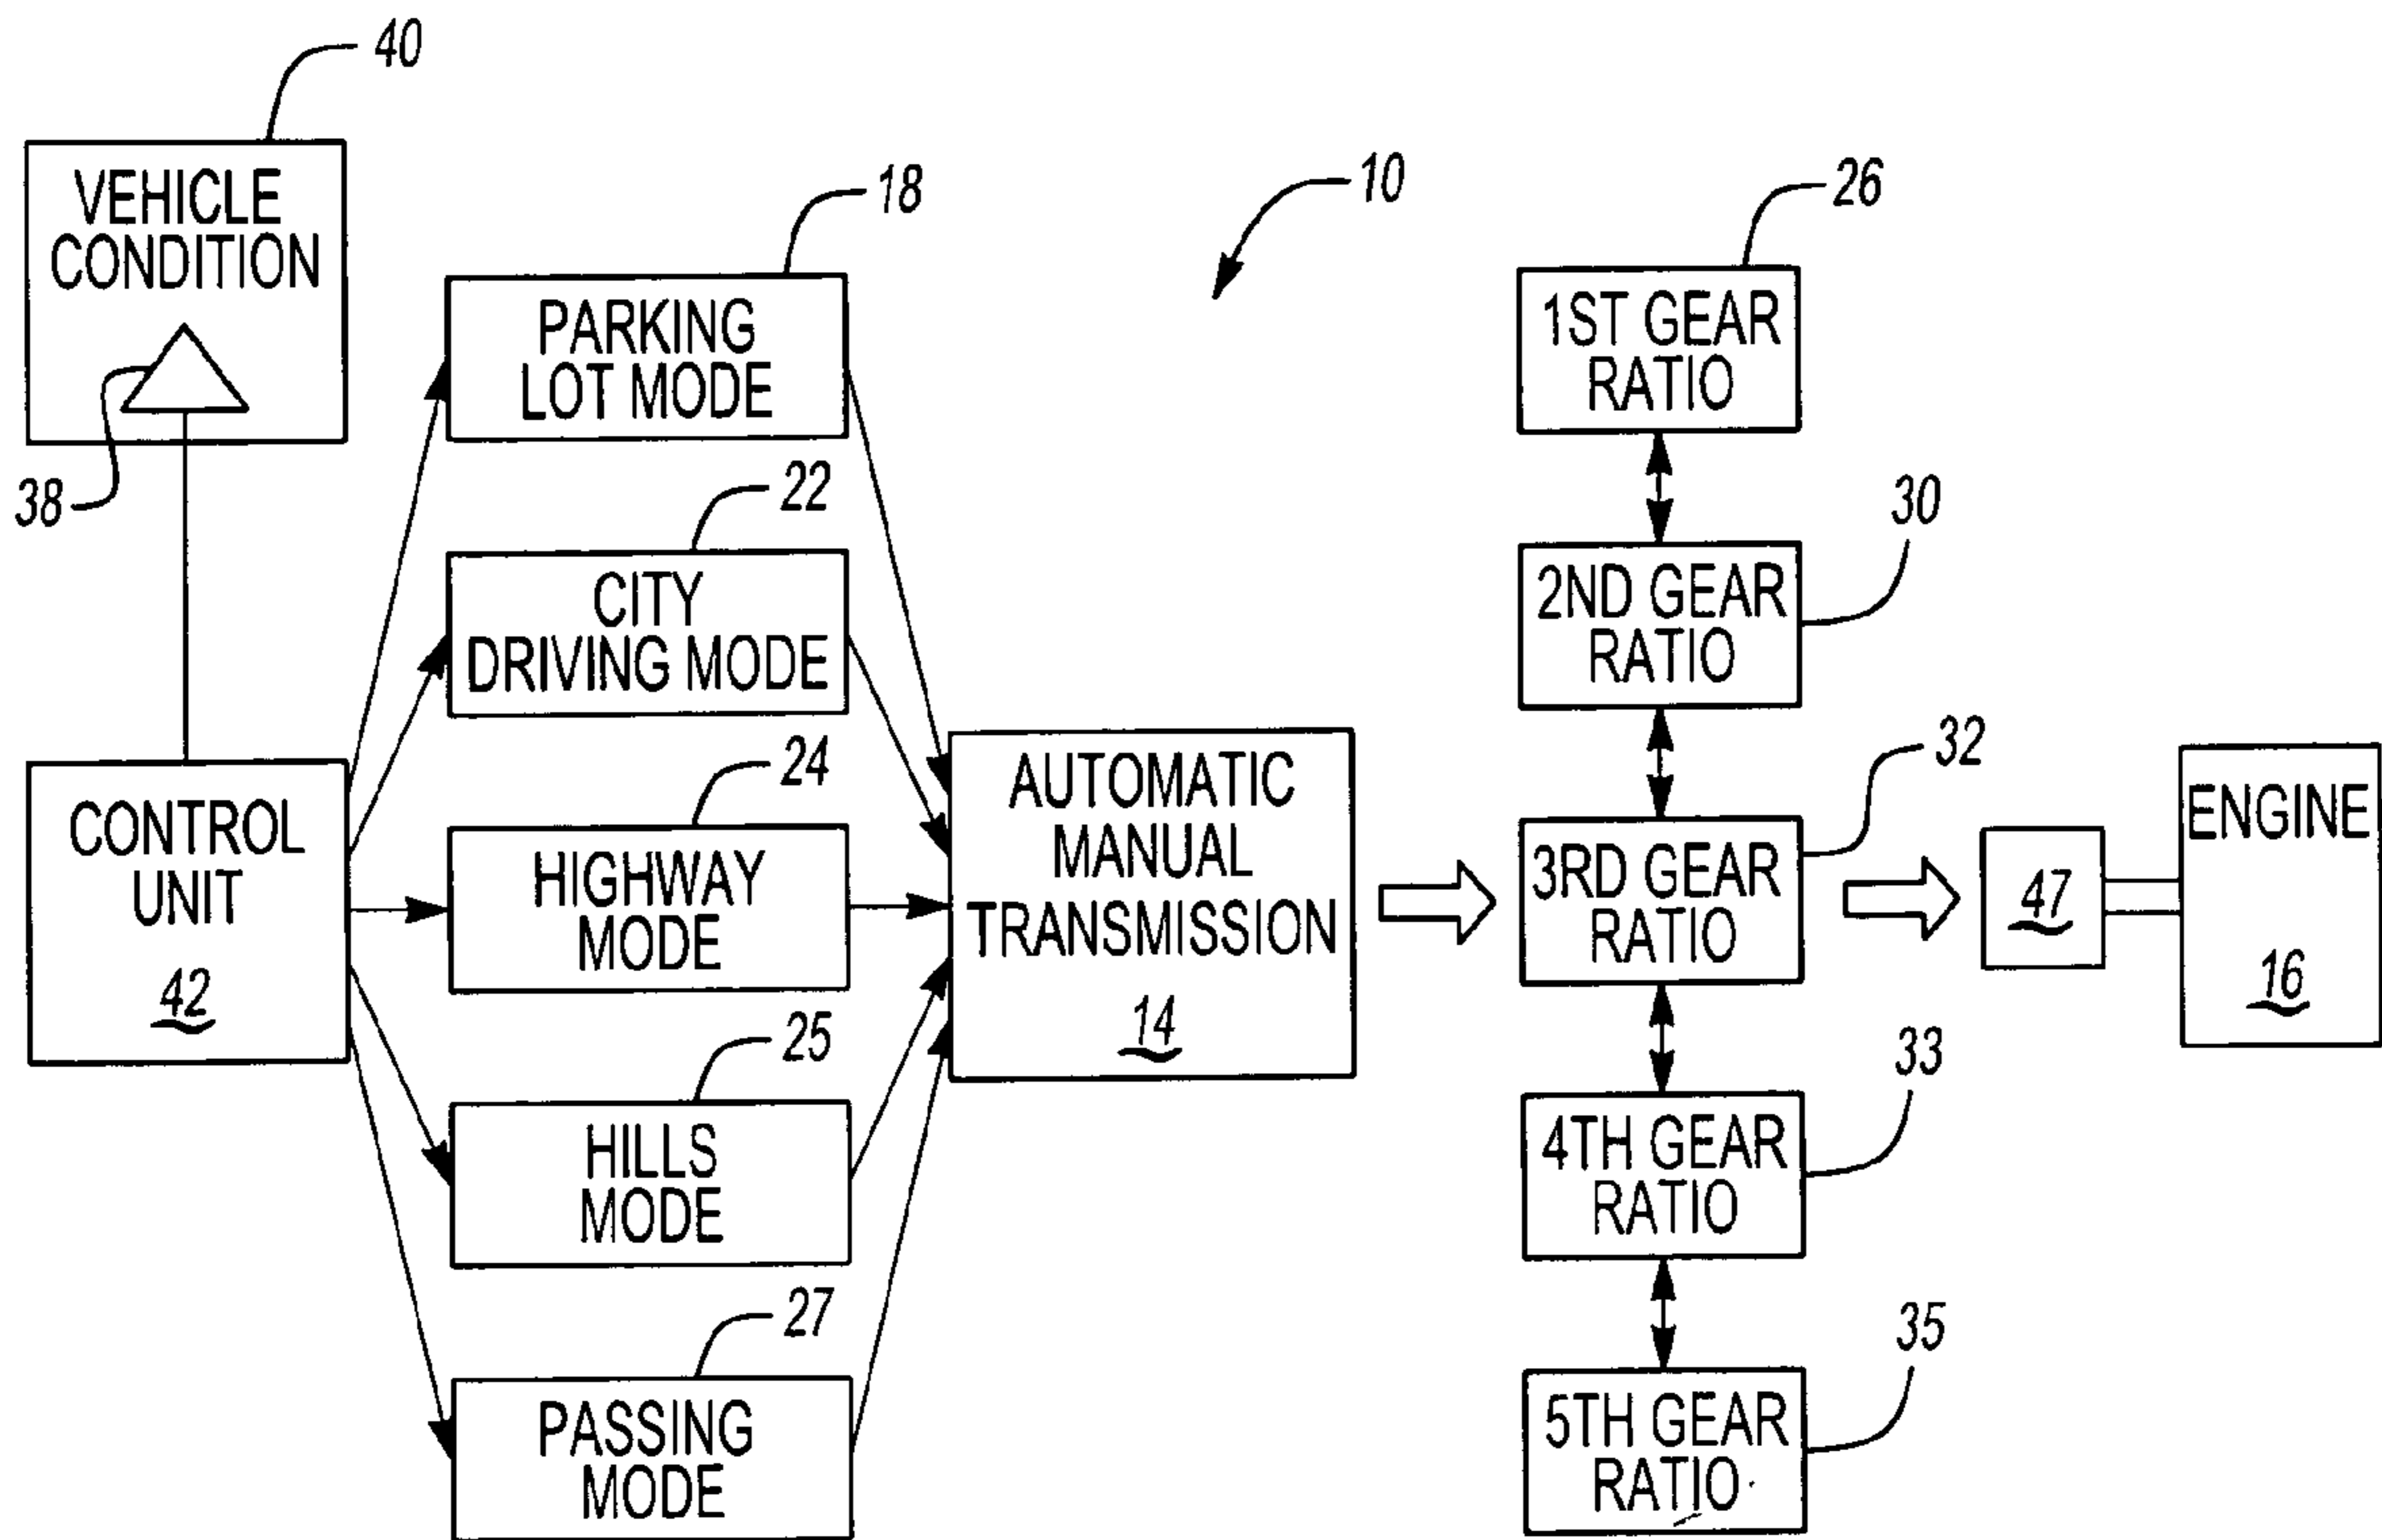 40
VEHICLE
CONDITION
38
CONTROL
UNIT
42
18
PARKING
LOT MODE
22
CITY
DRIVING MODE
24
HIGHWAY
MODE
25
HILLS
MODE
27
PASSING
MODE
10
AUTOMATIC
MANUAL
TRANSMISSION
14
26
1ST GEAR
RATIO
30
2ND GEAR
RATIO
32
3RD GEAR
RATIO
33
4TH GEAR
RATIO
35
5TH GEAR
RATIO
47
ENGINE
16